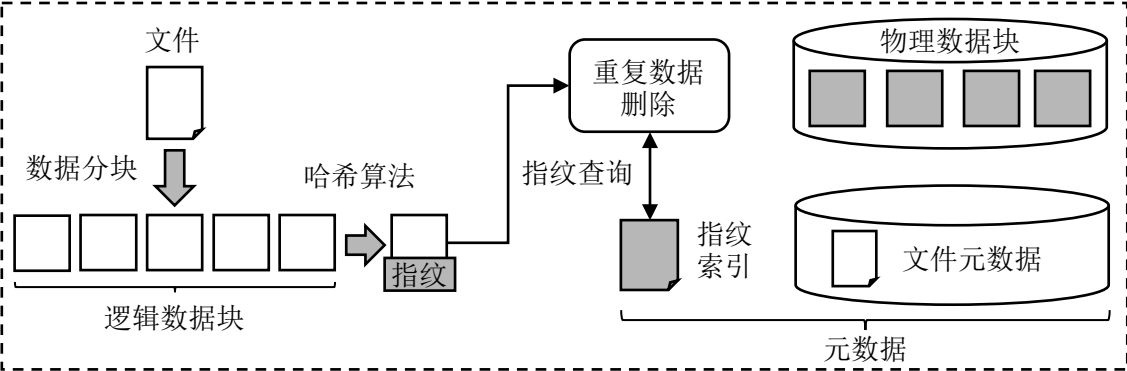 文件
数据分块
哈希算法
指纹
逻辑数据块
重复数据
删除
指纹查询
指纹
索引
物理数据块
文件元数据
元数据